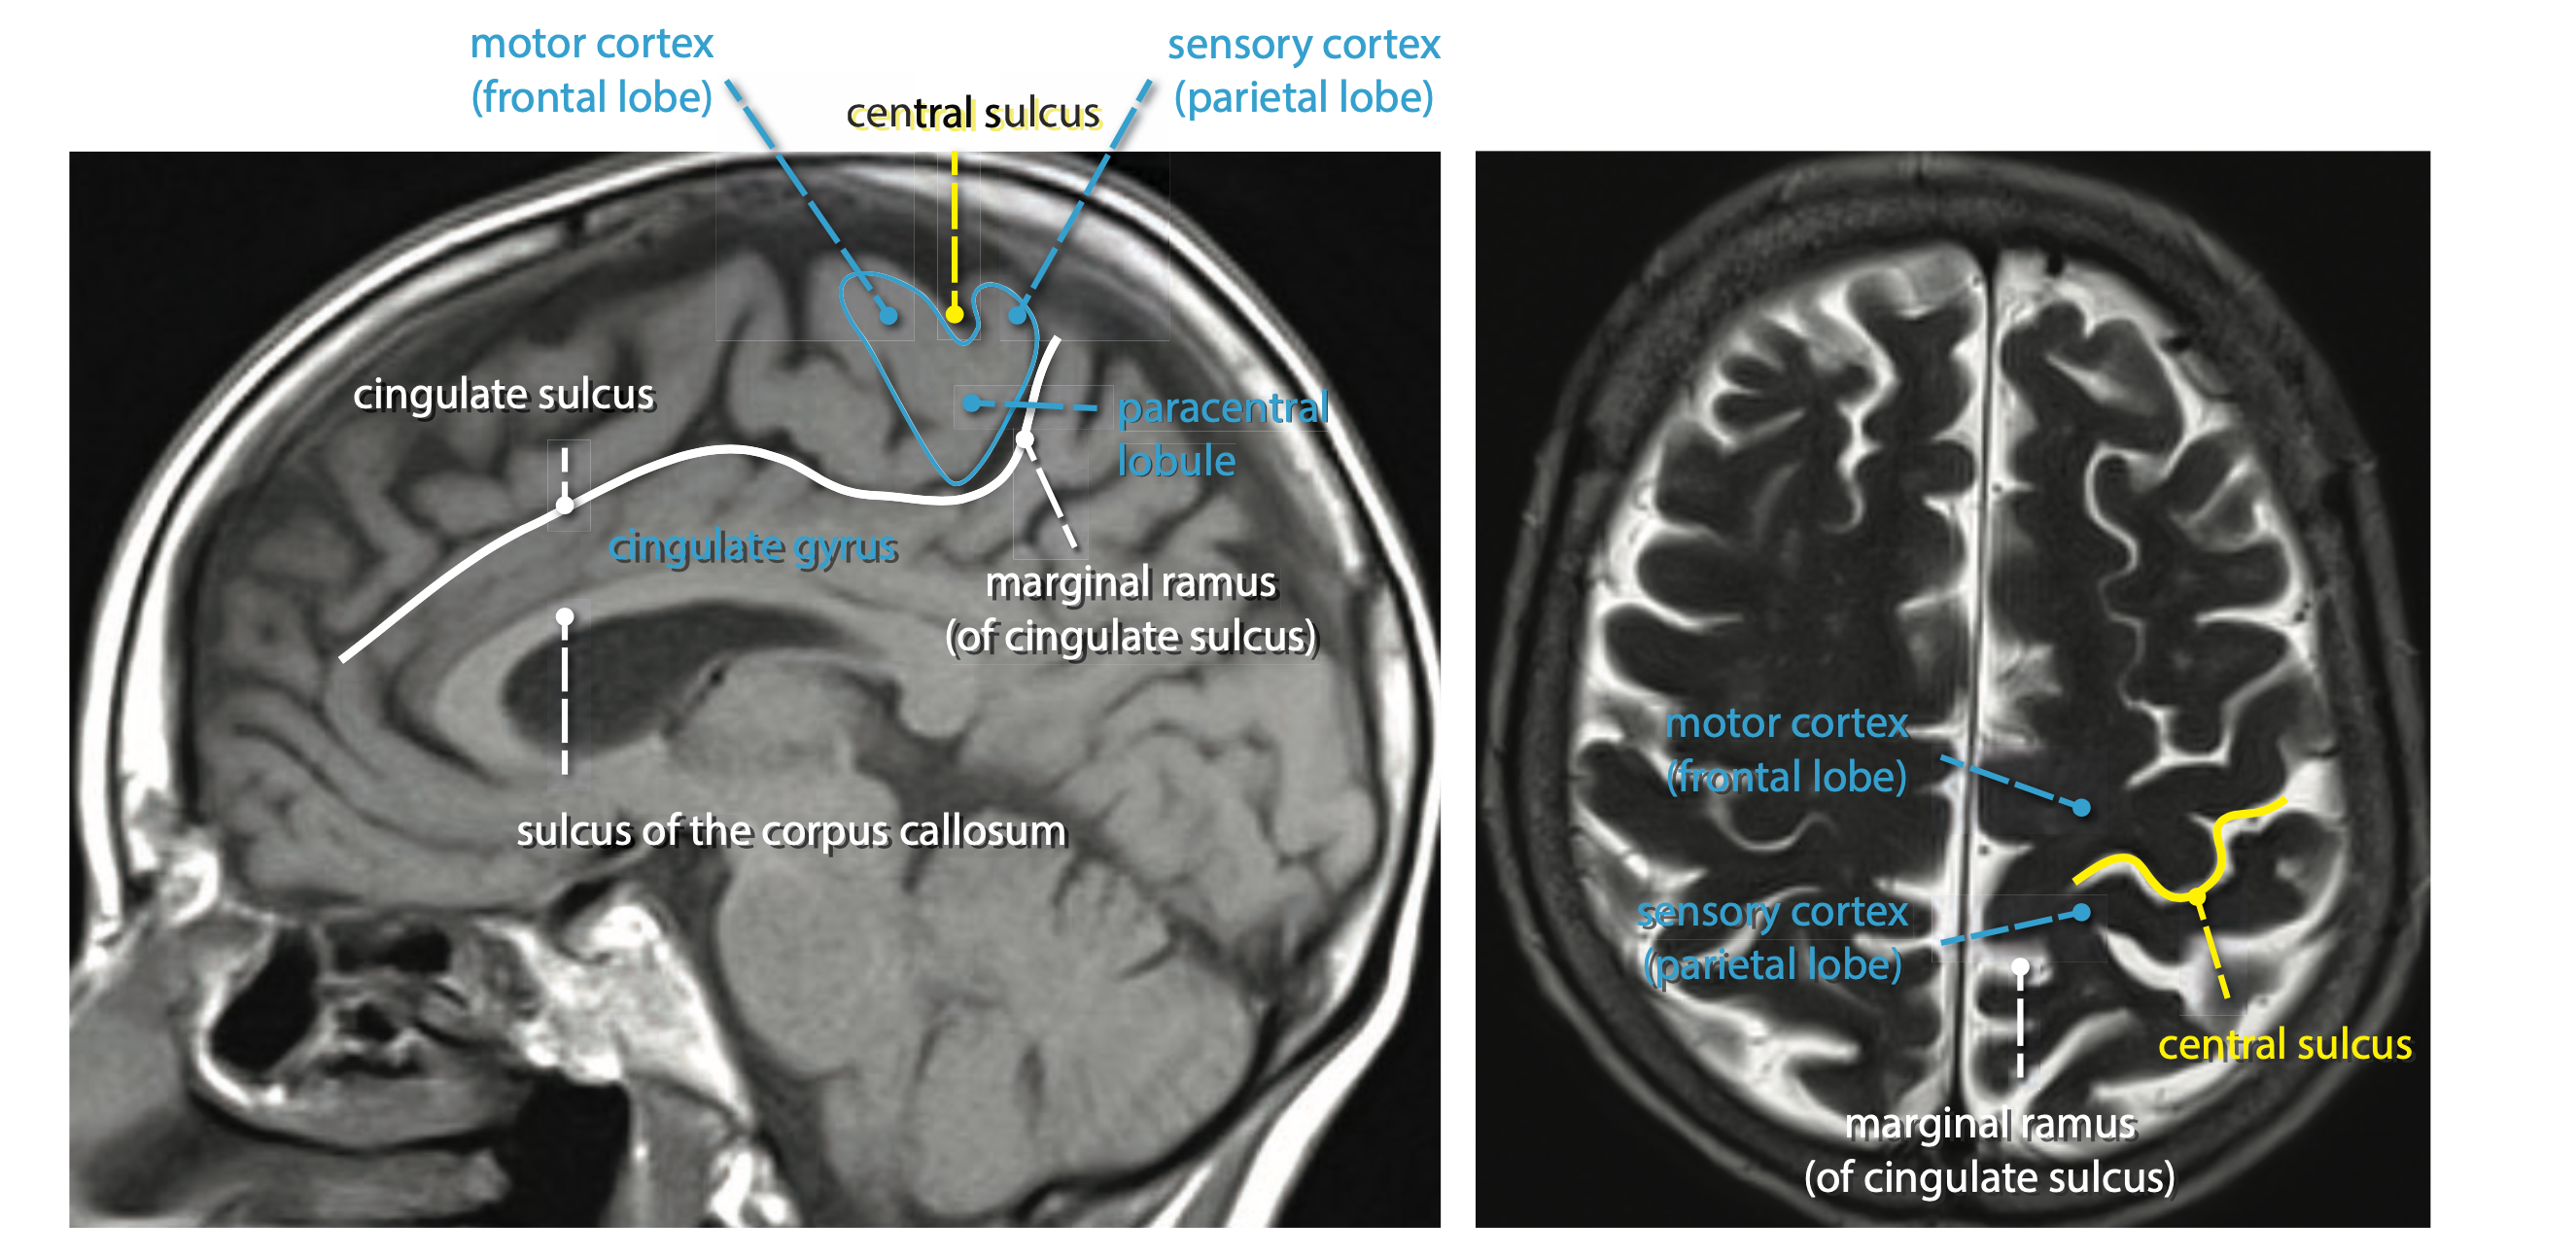 motor cortex
(frontal lobe)
central sulcus
sensory cortex
(parietal lobe)
cingulate sulcus
paracentral
lobule
cingulate gyrus
marginal ramus
(of cingulate sulcus)
sulcus of the corpus callosum
motor cortex
(frontal lobe)
sensory cortex
(parietal lobe)
central sulcus
marginal ramus
(of cingulate sulcus)